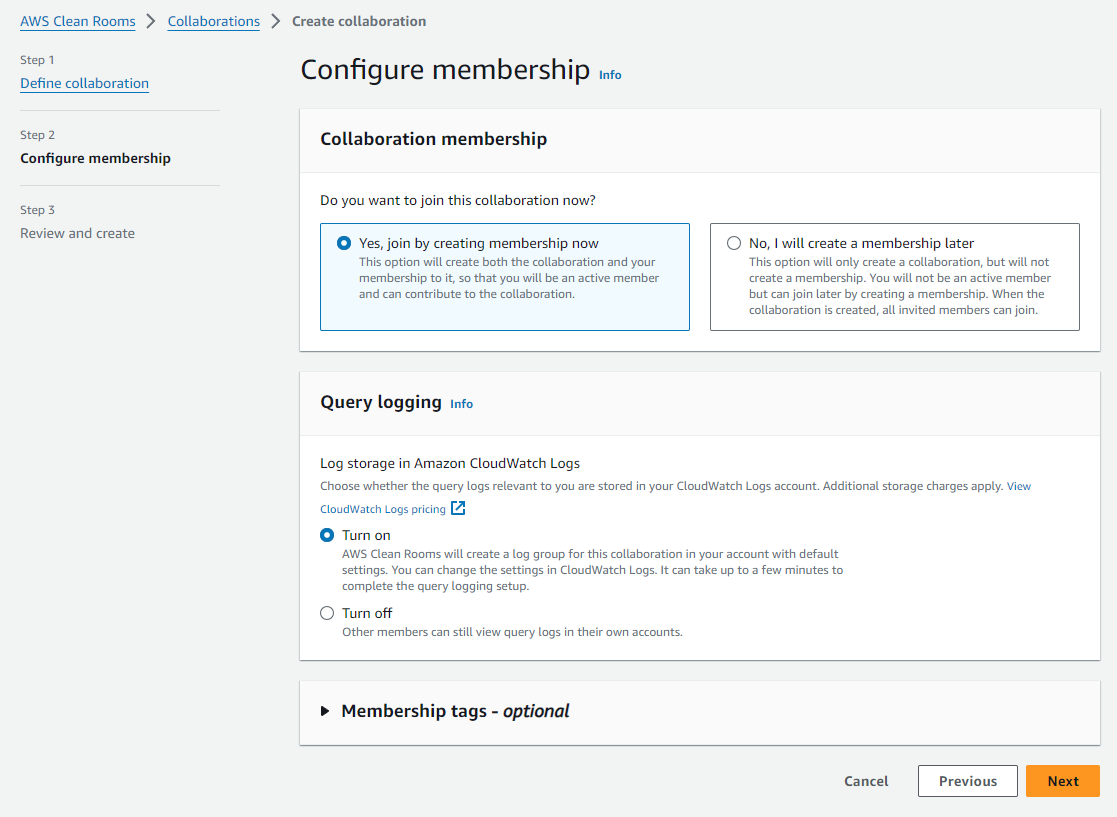 AWS Clean Rooms > Collaborations > Create collaboration
Step 1
Define collaboration
Step 2
Configure membership
Step 3
Review and create
Configure membership Info
Collaboration membership
Do you want to join this collaboration now?
Yes, join by creating membership now
This option will create both the collaboration and your
membership to it, so that you will be an active member
and can contribute to the collaboration.
No, I will create a membership later
This option will only create a collaboration, but will not
create a membership. You will not be an active member
but can join later by creating a membership. When the
collaboration is created, all invited members can join.
Query logging Info
Log storage in Amazon CloudWatch Logs
Choose whether the query logs relevant to you are stored in your CloudWatch Logs account. Additional storage charges apply. View
CloudWatch Logs pricing
Turn on
AWS Clean Rooms will create a log group for this collaboration in your account with default
settings. You can change the settings in CloudWatch Logs. It can take up to a few minutes to
complete the query logging setup.
Turn off
Other members can still view query logs in their own accounts.
Membership tags - optional
Cancel Previous Next